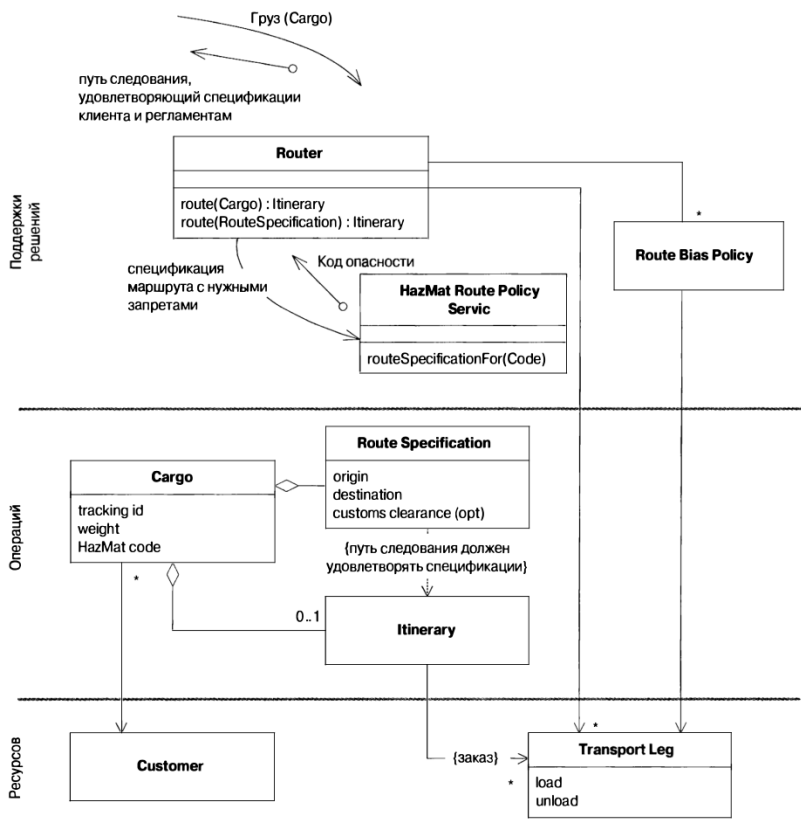 Груз (Cargo)
путь следования,
удовлетворяющий спецификации
клиента и регламентам
Поддержки
решений
Router
route(Cargo) : Itinerary
route(RouteSpecification) : Itinerary
*
Route Bias Policy
спецификация
маршрута с нужными
запретами
Код опасности
HazMat Route Policy
Servic
routeSpecificationFor(Code)
Операций
Route Specification
origin
destination
customs clearance (opt)
Cargo
tracking id
weight
HazMat code
{путь следования должен
удовлетворять спецификации}
*
0..1
Itinerary
Ресурсов
Customer
{заказ}
*
*
Transport Leg
load
unload